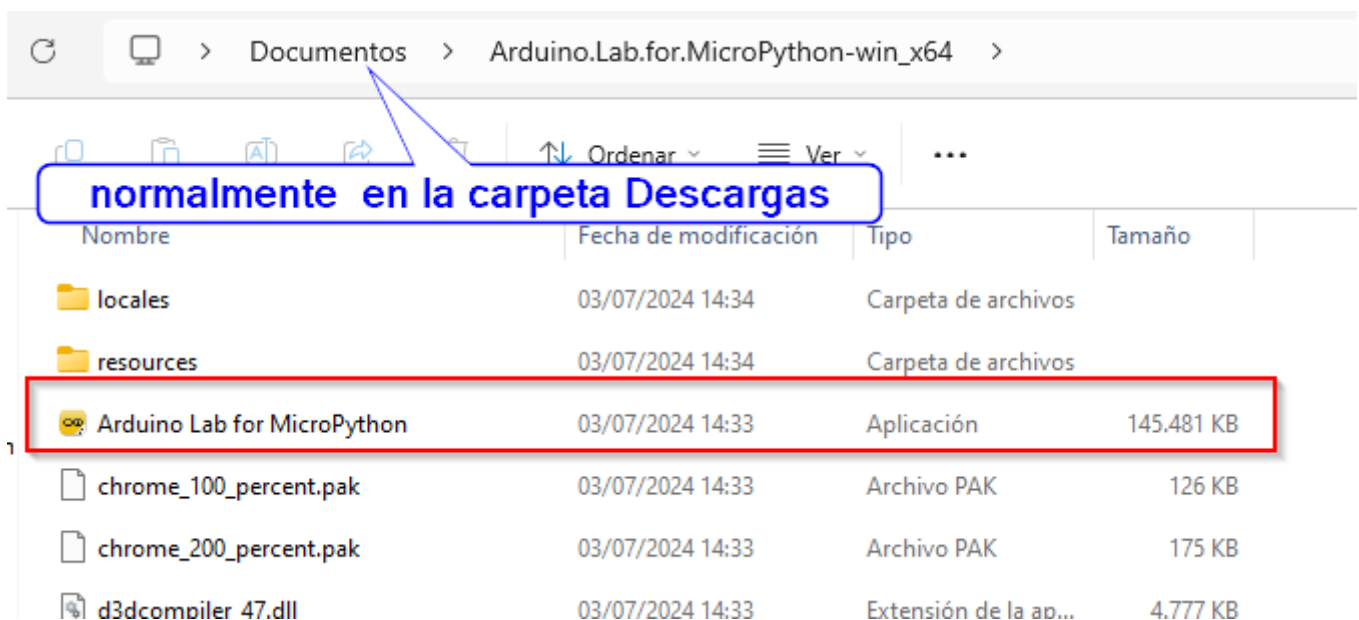 Documentos > Arduino.Lab.for.MicroPython-win_x64 >
Ordenar Ver ...
normalmente en la carpeta Descargas
Nombre Fecha de modificación Tipo Tamaño
locales 03/07/2024 14:34 Carpeta de archivos
resources 03/07/2024 14:34 Carpeta de archivos
Arduino Lab for MicroPython 03/07/2024 14:33 Aplicación 145.481 KB
chrome_100_percent.pak 03/07/2024 14:33 Archivo PAK 126 KB
chrome_200_percent.pak 03/07/2024 14:33 Archivo PAK 175 KB
d3dcompiler_47.dll 03/07/2024 14:33 Extensión de la ap... 4.777 KB